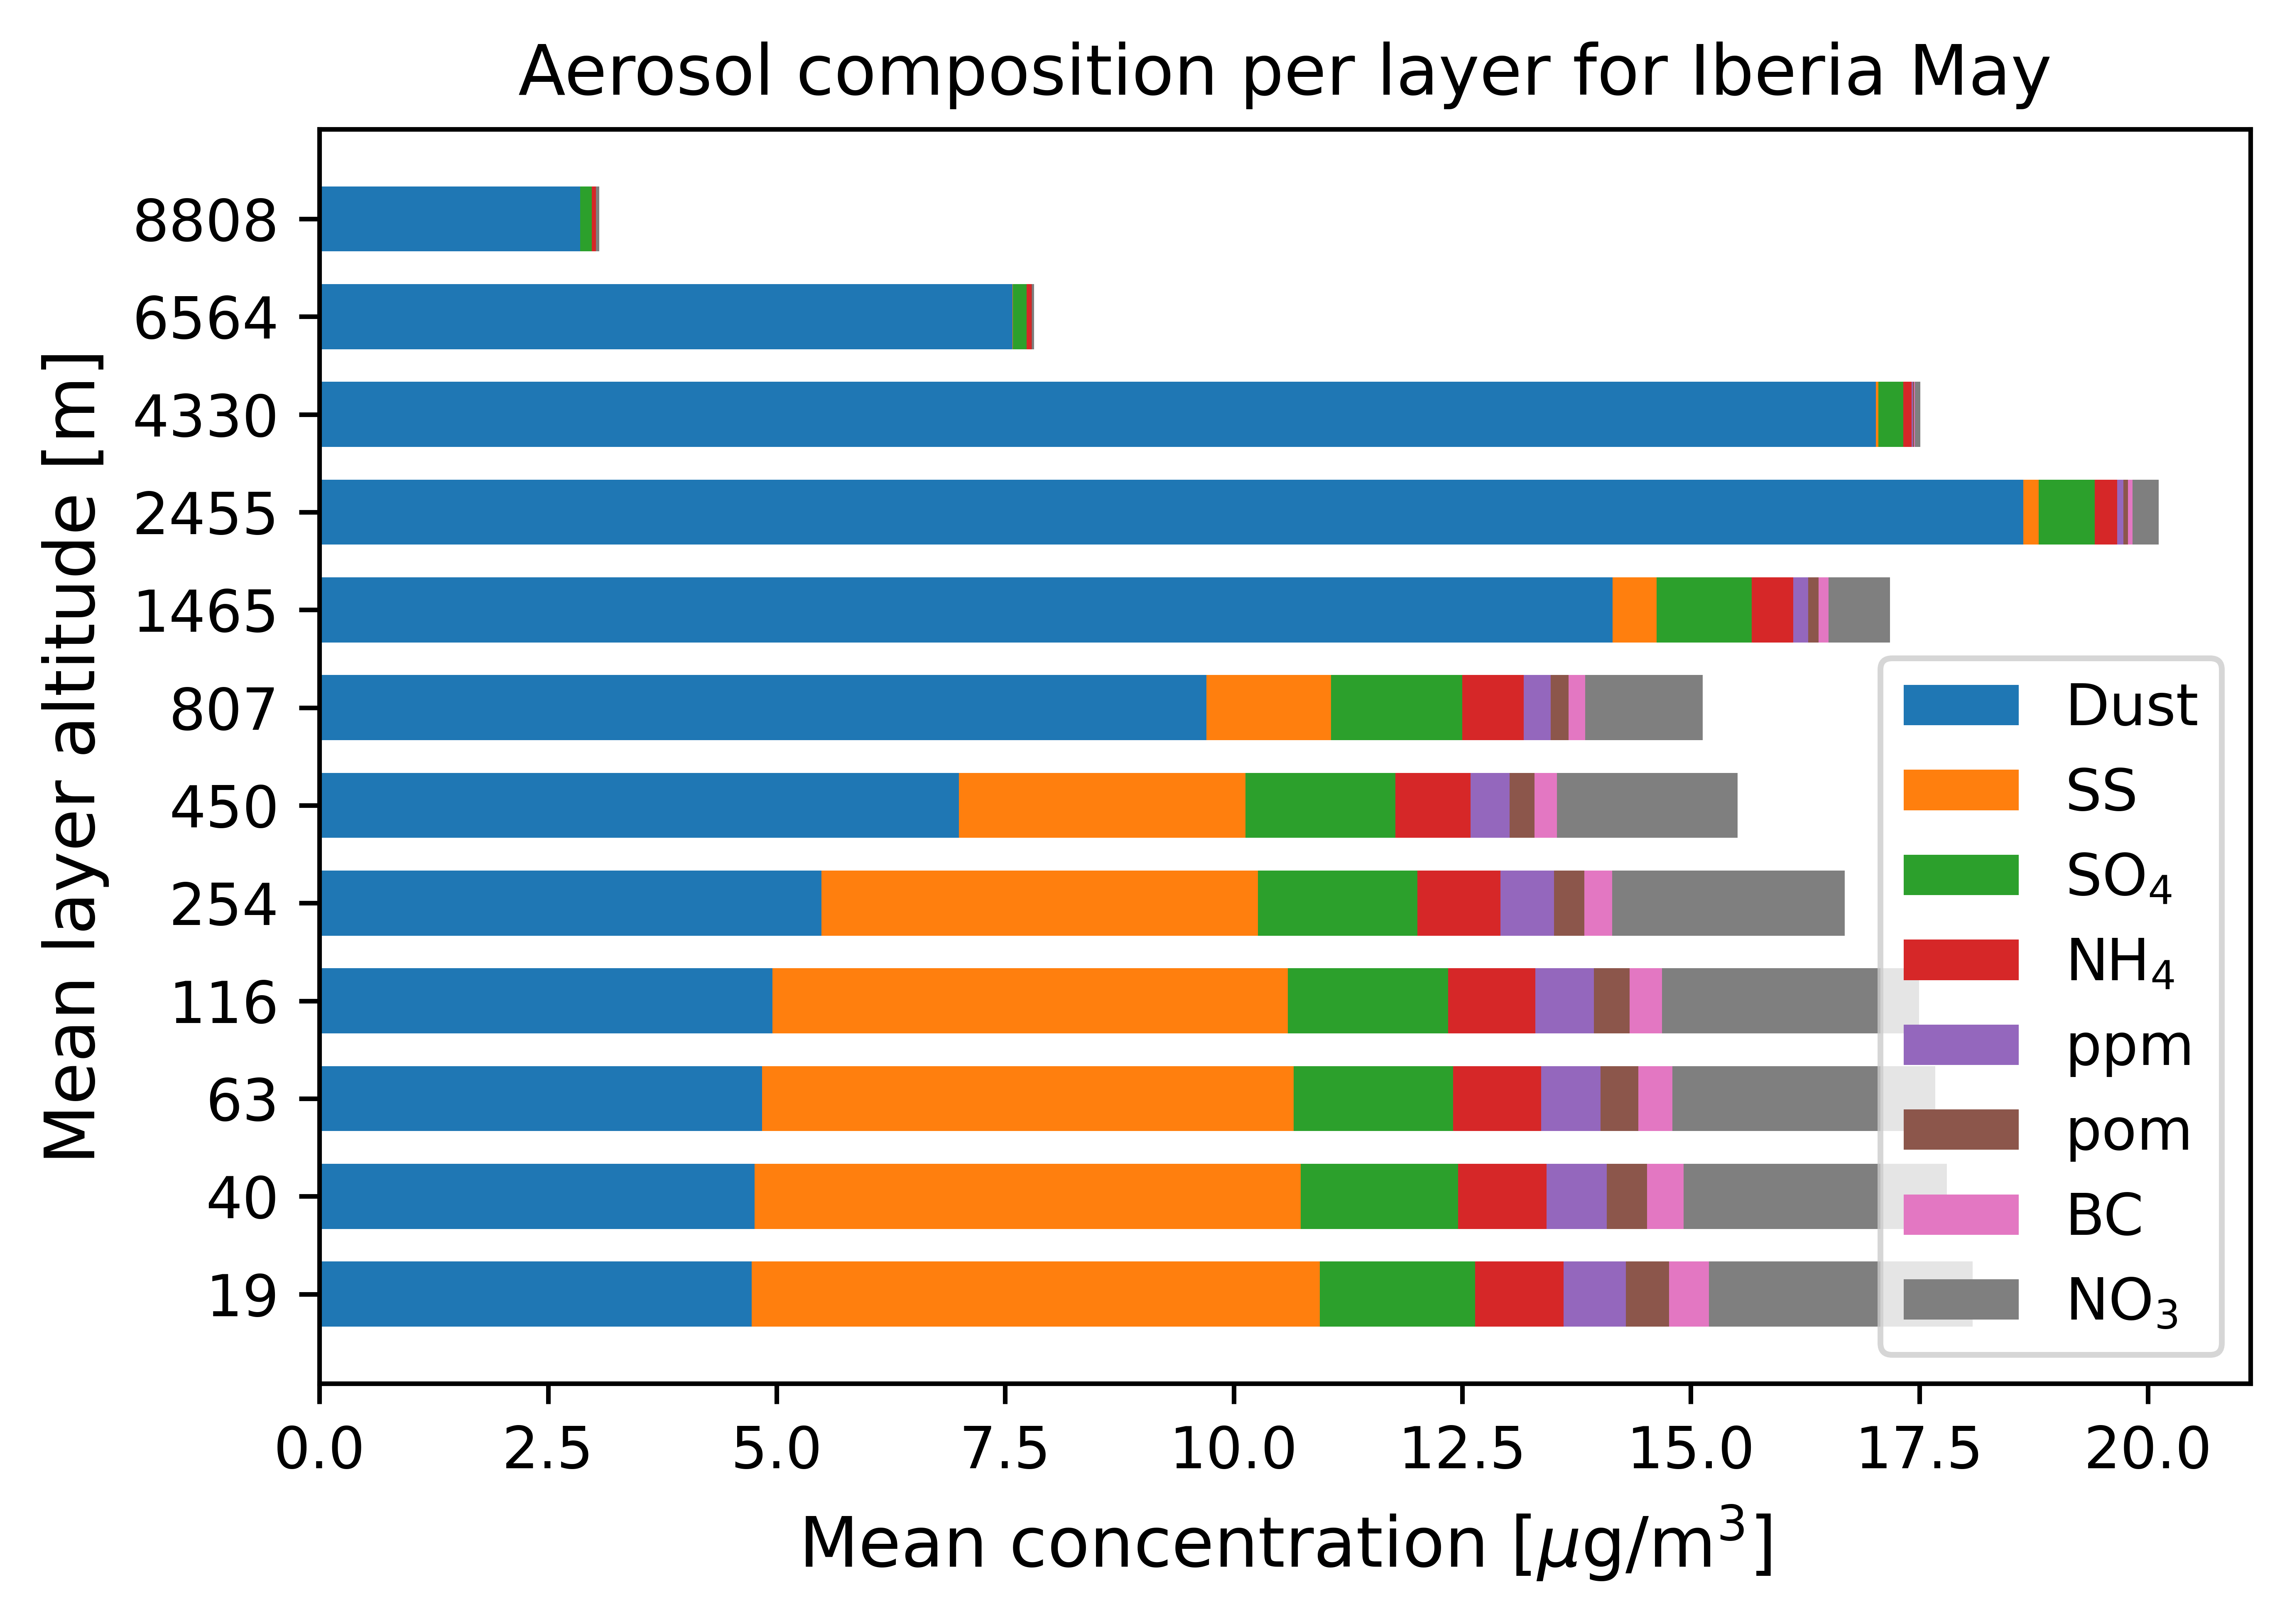 Aerosol composition per layer for Iberia May
Mean layer altitude [m]
8808
6564
4330
2455
1465
807
450
254
116
63
40
19
Dust
SS
SO₄
NH₄
ppm
pom
BC
NO₃
0.0 2.5 5.0 7.5 10.0 12.5 15.0 17.5 20.0
Mean concentration [μg/m³]